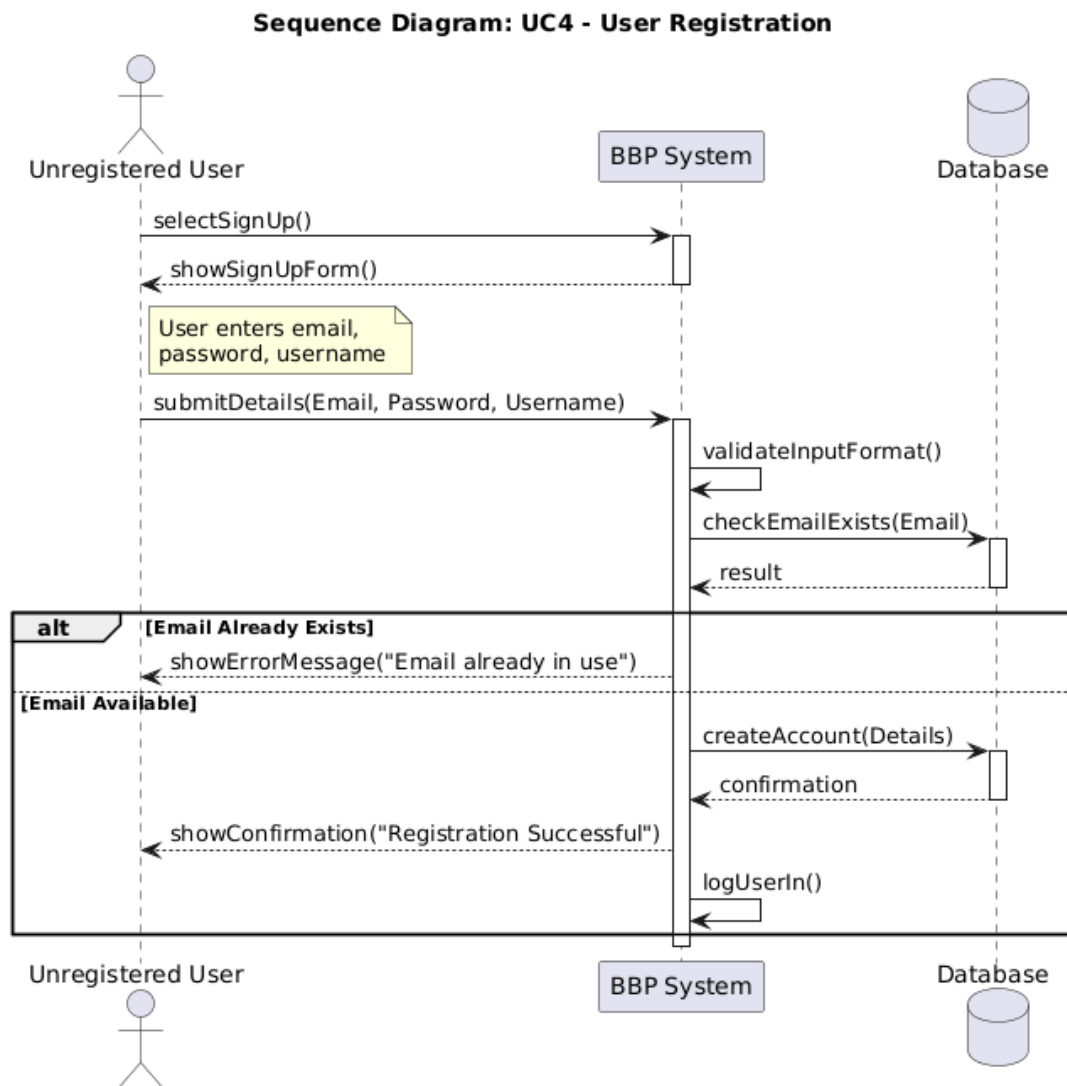 Sequence Diagram: UC4 - User Registration
Unregistered User
BBP System
Database
selectSignUp()
showSignUpForm()
User enters email,
password, username
submitDetails(Email, Password, Username)
validateInputFormat()
checkEmailExists(Email)
result
alt [Email Already Exists]
showErrorMessage("Email already in use")
[Email Available]
createAccount(Details)
confirmation
showConfirmation("Registration Successful")
logUserIn()
Unregistered User
BBP System
Database